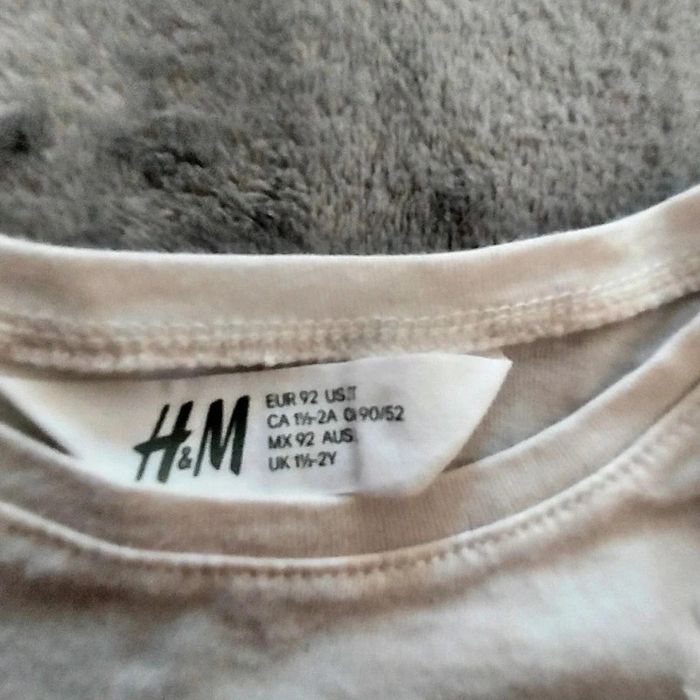 H&M
EUR 92 US
CA 1½-2A 90/52
MX 92 AUS
UK 1½-2Y